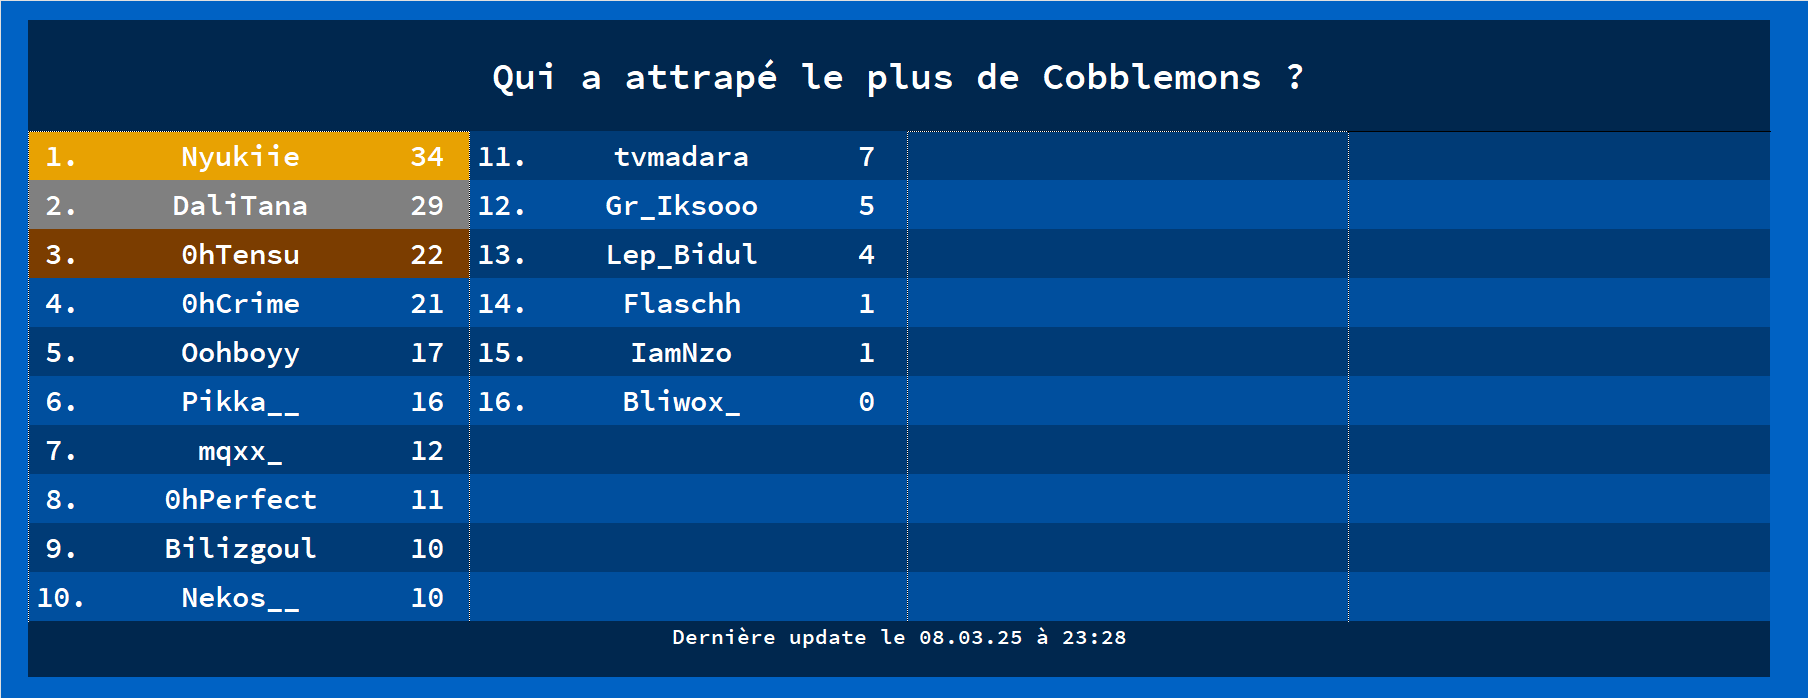 Qui a attrapé le plus de Cobblemons ?
1. Nyukiie 34
2. DaliTana 29
3. 0hTensu 22
4. 0hCrime 21
5. Oohboyy 17
6. Pikka__ 16
7. mqxx_ 12
8. 0hPerfect 11
9. Bilizgoul 10
10. Nekos__ 10
11. tvmadara 7
12. Gr_Iksooo 5
13. Lep_Bidul 4
14. Flaschh 1
15. IamNzo 1
16. Bliwox_ 0
Dernière update le 08.03.25 à 23:28